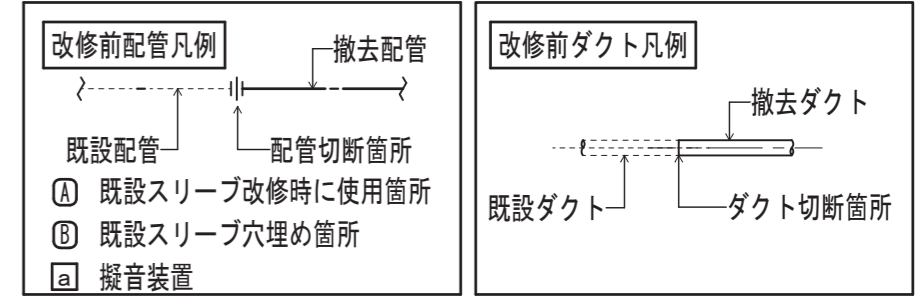 改修前配管凡例
撤去配管
既設配管
配管切断箇所
Ⓐ 既設スリーブ改修時に使用箇所
Ⓑ 既設スリーブ穴埋め箇所
a 擬音装置
改修前ダクト凡例
撤去ダクト
既設ダクト
ダクト切断箇所